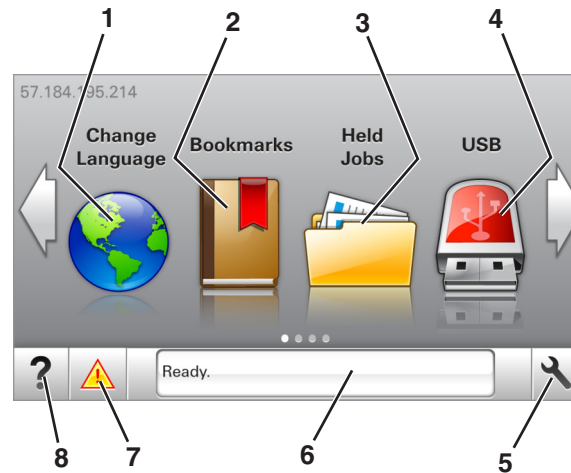 1 2 3 4
57.184.195.214
Change
Language
Bookmarks
Held
Jobs
USB
?
Ready.
8 7 6 5